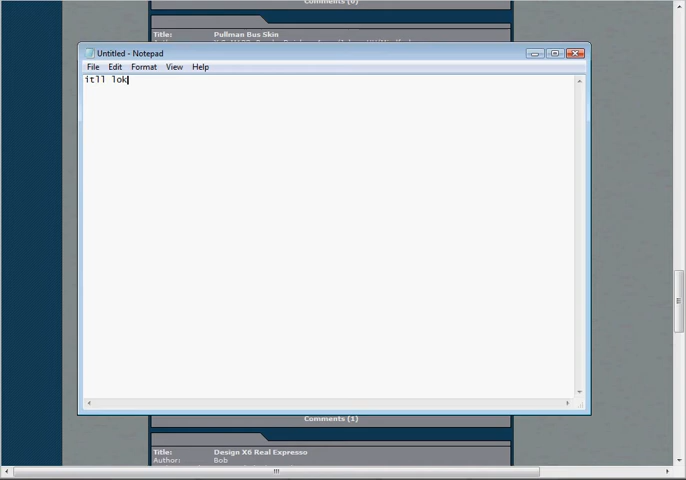 Comments (0)
Title: Pullman Bus Skin
Untitled - Notepad
File Edit Format View Help
itll lok
Comments (1)
Title: Design X6 Real Expresso
Author: Bob